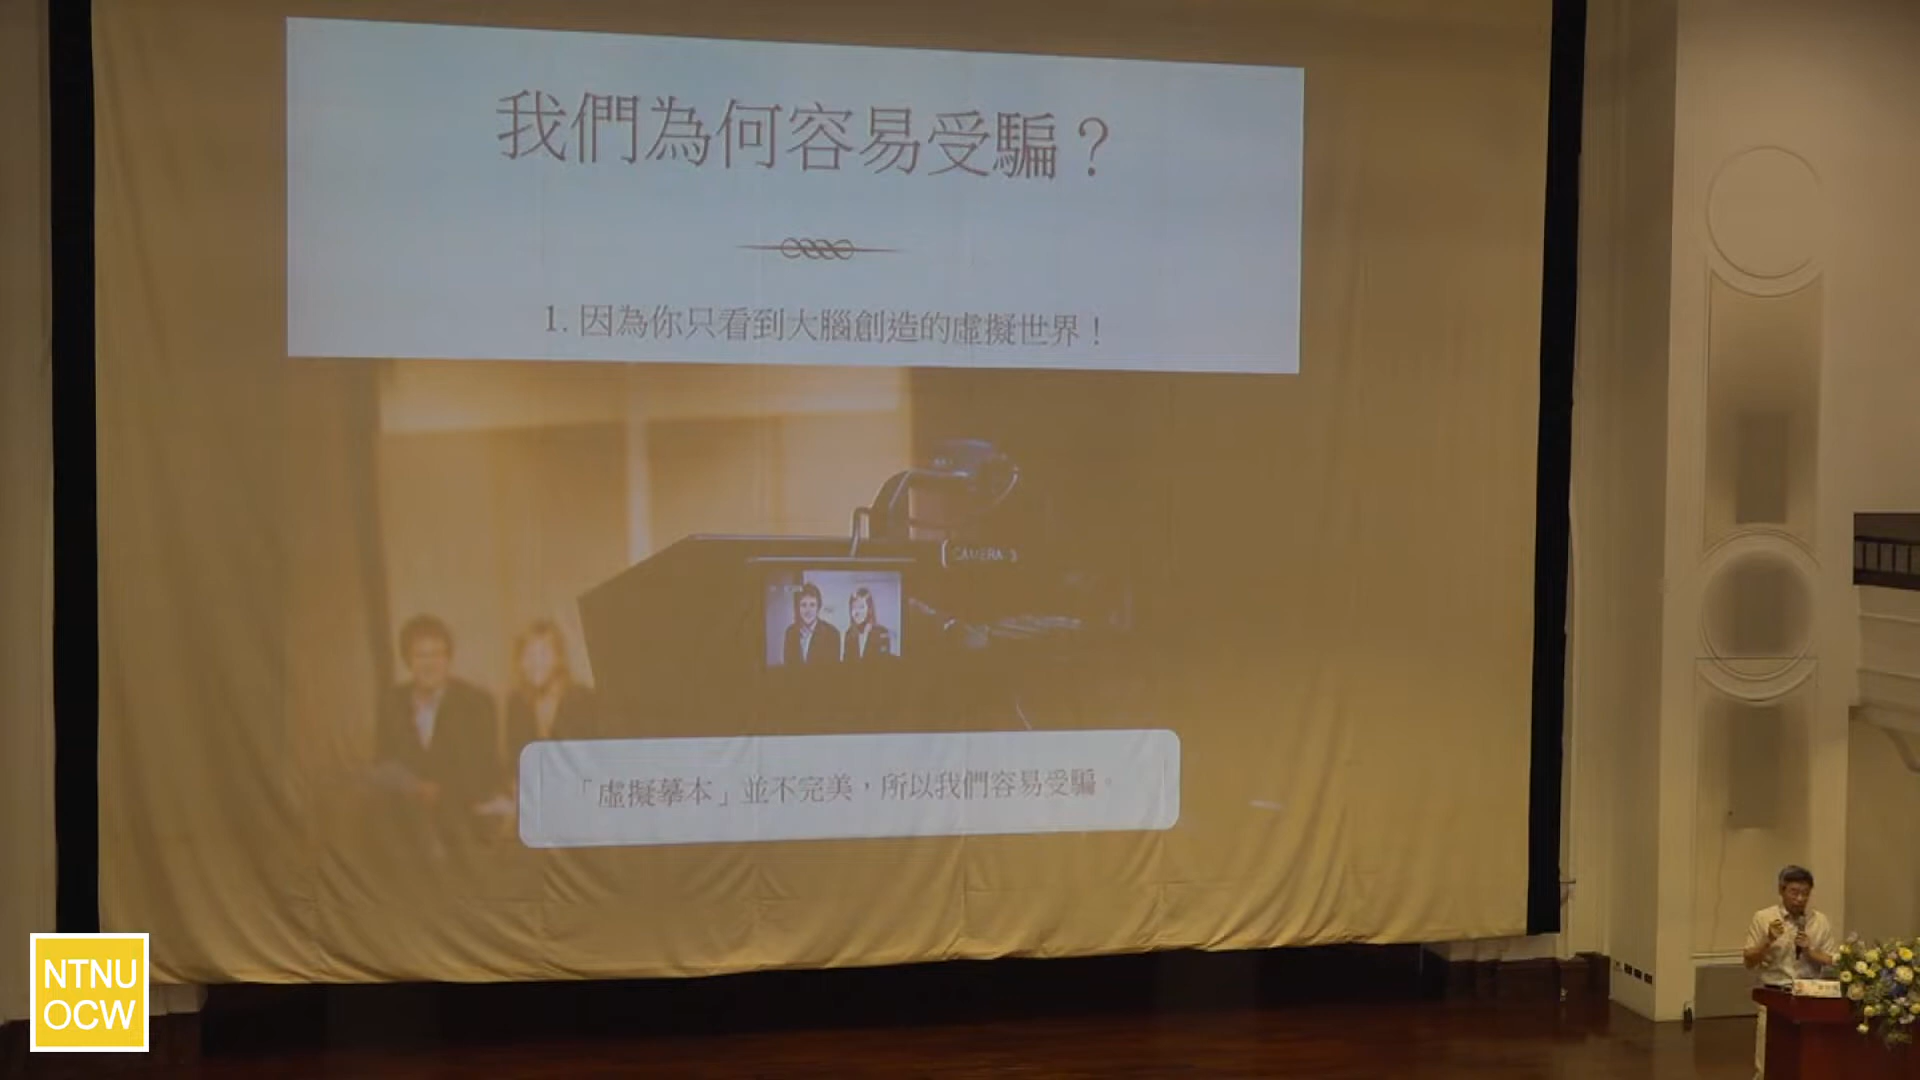 我們為何容易受騙？
1. 因為你只看到大腦創造的虛擬世界！
CAMERA 3
「虛擬摹本」並不完美，所以我們容易受騙。
NTNU
OCW